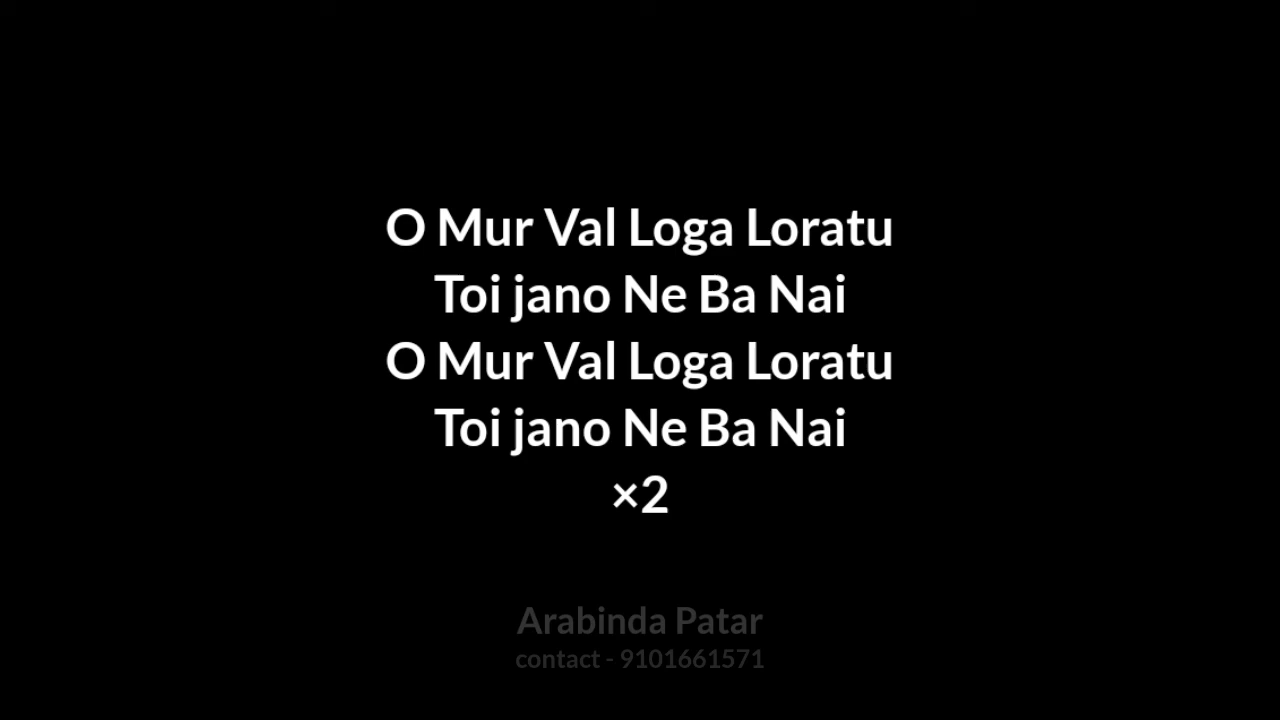 O Mur Val Loga Loratu
Toi jano Ne Ba Nai
O Mur Val Loga Loratu
Toi jano Ne Ba Nai
×2
Arabinda Patar
contact - 9101661571